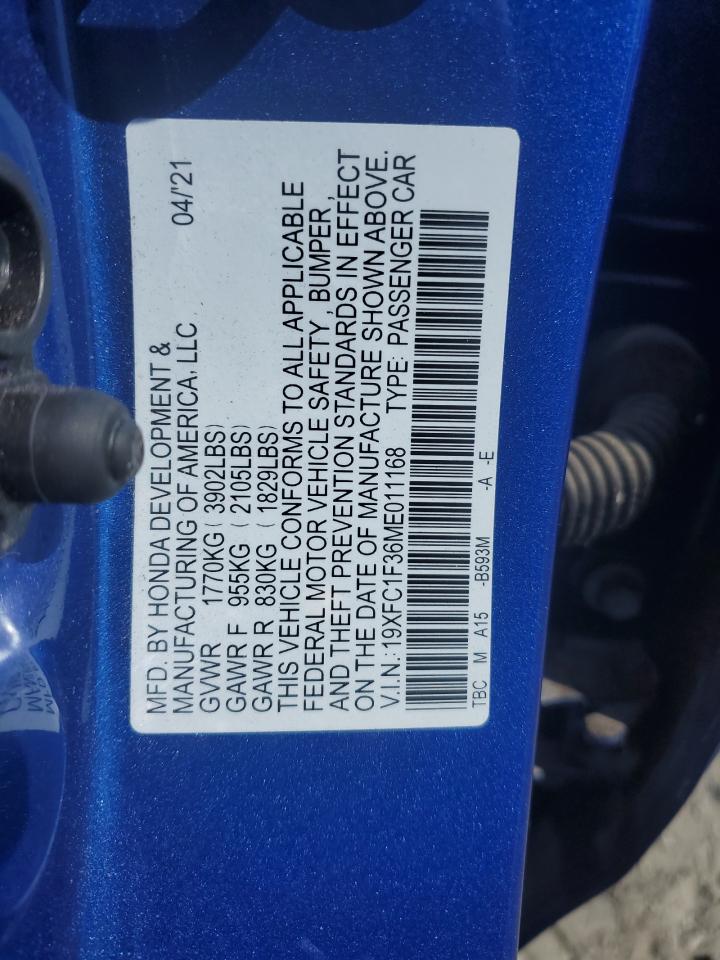 MFD. BY HONDA DEVELOPMENT &
MANUFACTURING OF AMERICA, LLC 04/'21
GVWR 1770KG ( 3902LBS)
GAWR F 955KG ( 2105LBS)
GAWR R 830KG ( 1829LBS)
THIS VEHICLE CONFORMS TO ALL APPLICABLE
FEDERAL MOTOR VEHICLE SAFETY , BUMPER ,
AND THEFT PREVENTION STANDARDS IN EFFECT
ON THE DATE OF MANUFACTURE SHOWN ABOVE.
V.I.N.: 19XFC1F36ME011168 TYPE: PASSENGER CAR
TBC M A15 -B593M -A -E